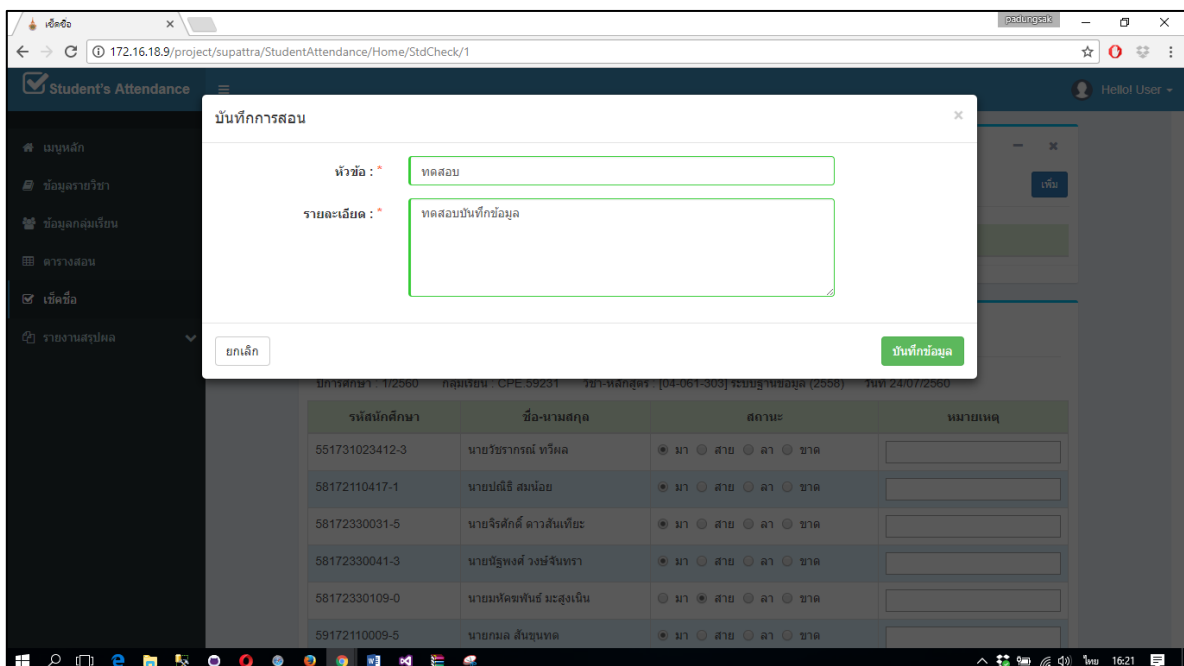 เช็คชื่อ
padungsak
172.16.18.9/project/supattra/StudentAttendance/Home/StdCheck/1
Student's Attendance
Hello! User
บันทึกการสอน
×
หัวข้อ : *
ทดสอบ
รายละเอียด : *
ทดสอบบันทึกข้อมูล
ยกเลิก
บันทึกข้อมูล
เมนูหลัก
ข้อมูลรายวิชา
ข้อมูลกลุ่มเรียน
ตารางสอน
เช็คชื่อ
รายงานสรุปผล
เพิ่ม
ปีการศึกษา : 1/2560 กลุ่มเรียน : CPE.59231 วิชา-หลักสูตร : [04-061-303] ระบบฐานข้อมูล (2558) วันที่ 24/07/2560
รหัสนักศึกษา ชื่อ-นามสกุล สถานะ หมายเหตุ
551731023412-3 นายวัชรากรณ์ ทวีผล มา สาย ลา ขาด
58172110417-1 นายปณิธิ สมน้อย มา สาย ลา ขาด
58172330031-5 นายจิรศักดิ์ ดาวสันเทียะ มา สาย ลา ขาด
58172330041-3 นายนัฐพงศ์ วงษ์จันทรา มา สาย ลา ขาด
58172330109-0 มา สาย ลา ขาด
59172110009-5 นายกมล สันขุนทด มา สาย ลา ขาด
ไทย 16:21